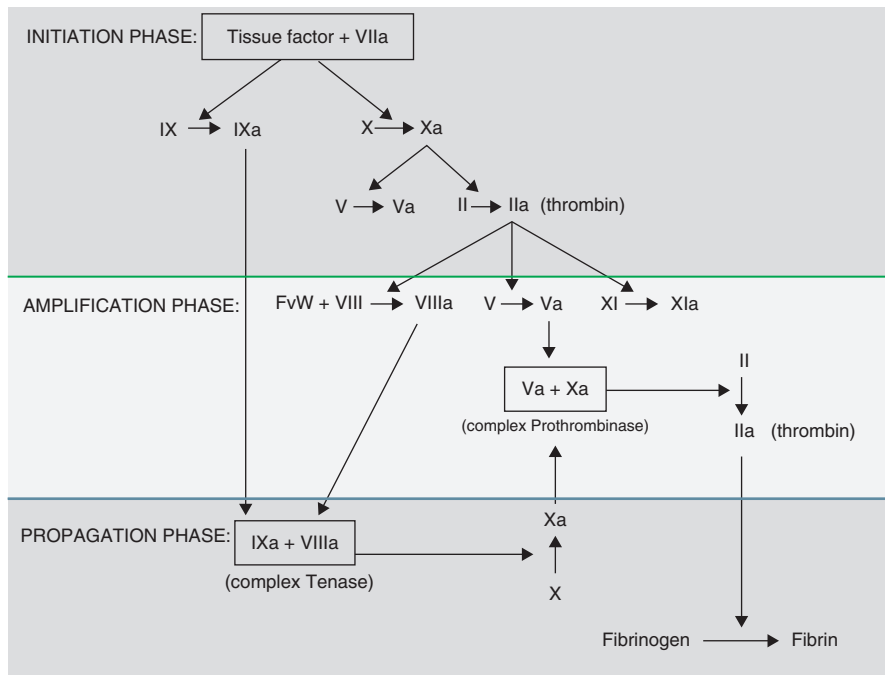 INITIATION PHASE: Tissue factor + VIIa
IX IXa X Xa
V Va II IIa (thrombin)
AMPLIFICATION PHASE: FvW + VIII VIIIa V Va XI XIa
II
Va + Xa
(complex Prothrombinase)
IIa (thrombin)
Xa
PROPAGATION PHASE: IXa + VIIIa
(complex Tenase)
X
Fibrinogen Fibrin